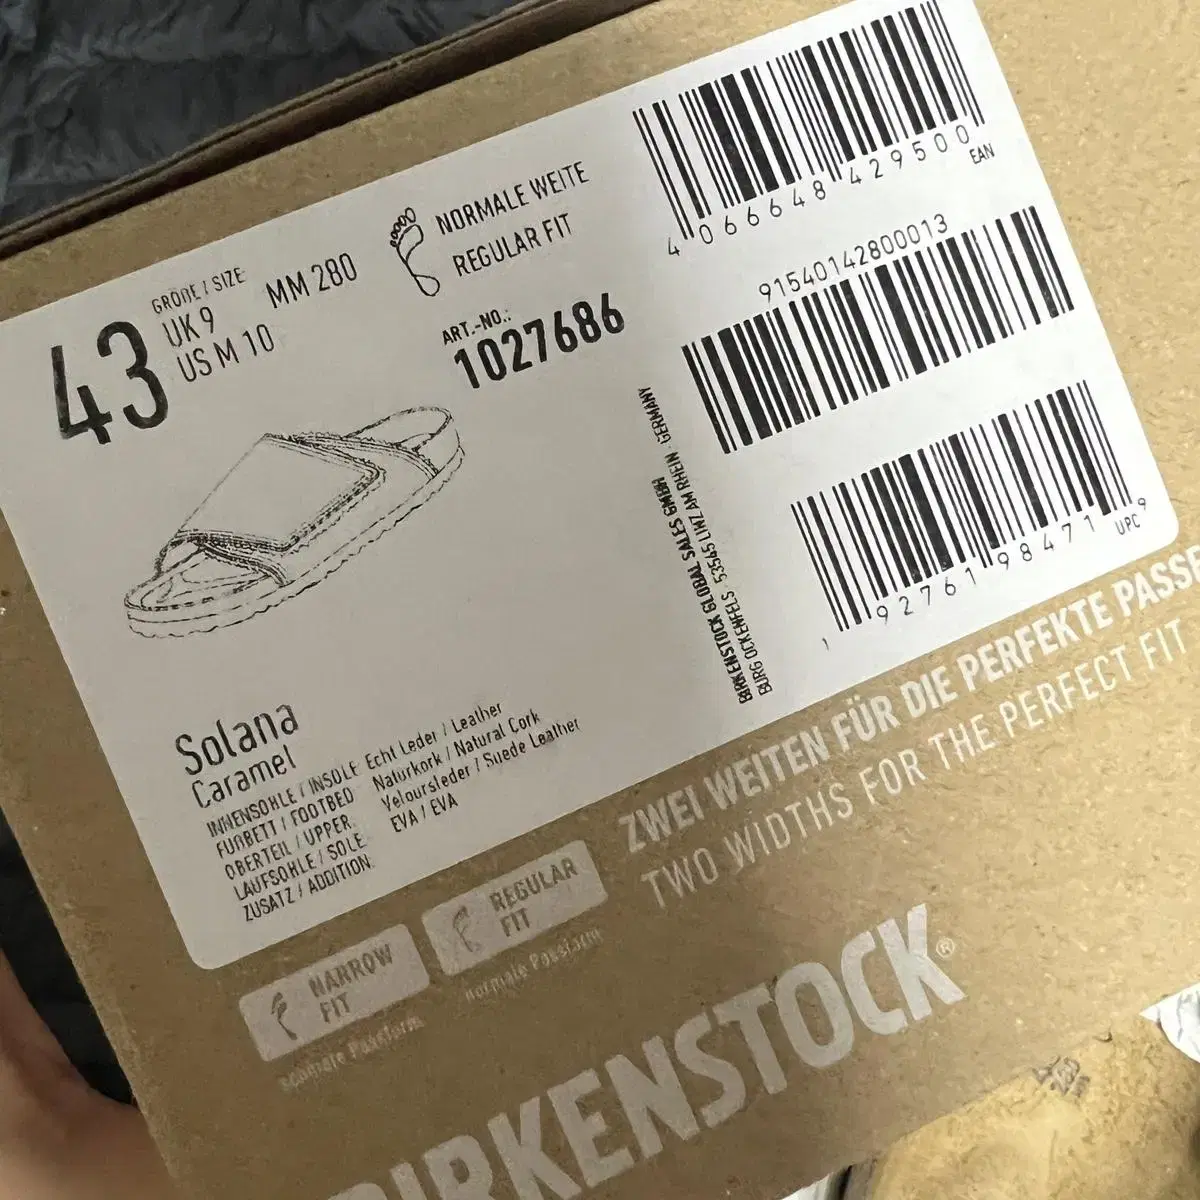 43
GRÖßE / SIZE
UK 9
US M 10
MM 280
NORMALE WEITE
REGULAR FIT
ART.-NO.:
1027686
4 066648 429500
EAN
91540142800013
1 92761 98471 9
UPC
BIRKENSTOCK GLOBAL SALES GMBH
BURG OCKENFELS 53545 LINZ AM RHEIN - GERMANY
Solana
Caramel
INNENSOHLE / INSOLE Echt Leder / Leather
FUßBETT / FOOTBED Naturkork / Natural Cork
OBERTEIL / UPPER Veloursleder / Suede Leather
LAUFSOHLE / SOLE EVA / EVA
ZUSATZ / ADDITION:
NARROW
FIT
schmale Passform
REGULAR
FIT
normale Passform
ZWEI WEITEN FÜR DIE PERFEKTE PASSF
TWO WIDTHS FOR THE PERFECT FIT
BIRKENSTOCK®